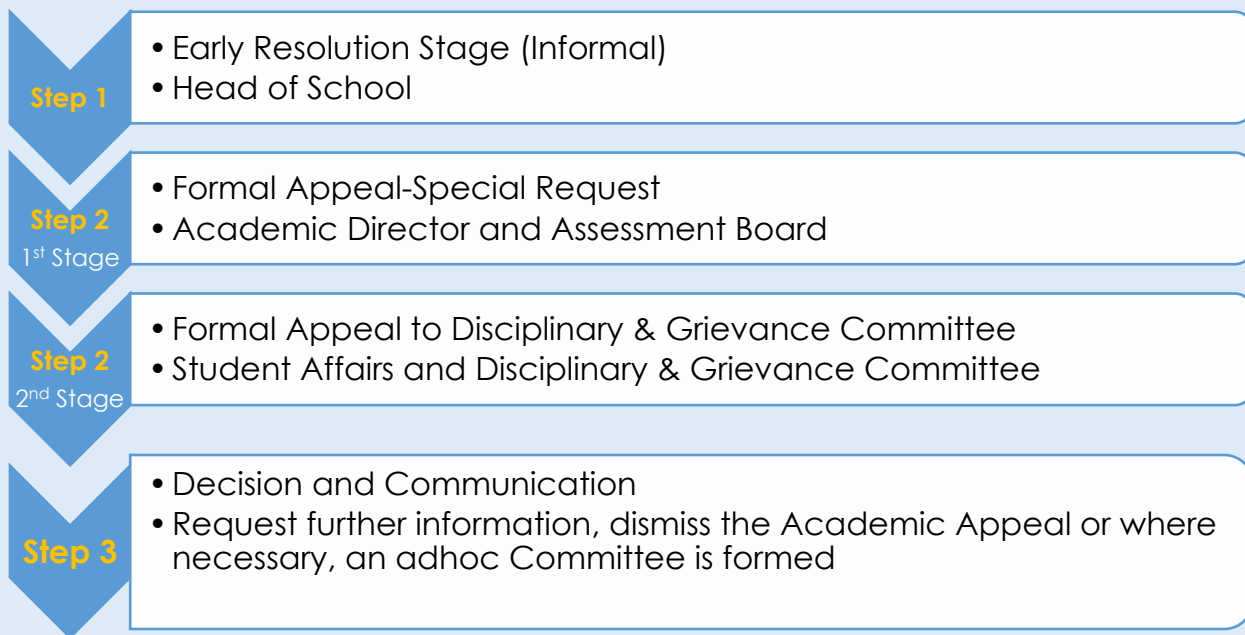 Step 1
• Early Resolution Stage (Informal)
• Head of School
Step 2
1st Stage
• Formal Appeal-Special Request
• Academic Director and Assessment Board
Step 2
2nd Stage
• Formal Appeal to Disciplinary & Grievance Committee
• Student Affairs and Disciplinary & Grievance Committee
Step 3
• Decision and Communication
• Request further information, dismiss the Academic Appeal or where
necessary, an adhoc Committee is formed